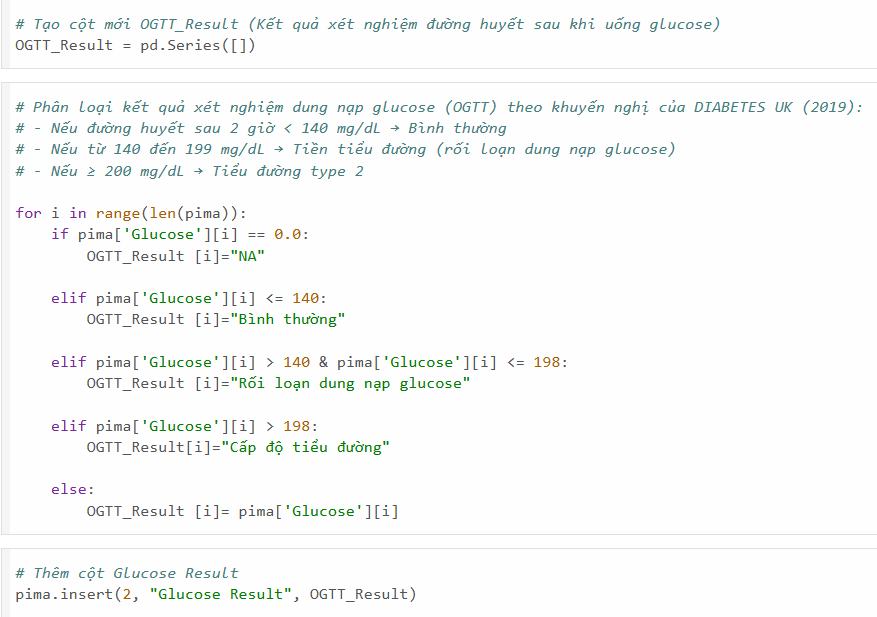 # Tạo cột mới OGTT_Result (Kết quả xét nghiệm đường huyết sau khi uống glucose)
OGTT_Result = pd.Series([])
# Phân loại kết quả xét nghiệm dung nạp glucose (OGTT) theo khuyến nghị của DIABETES UK (2019):
# - Nếu đường huyết sau 2 giờ < 140 mg/dL → Bình thường
# - Nếu từ 140 đến 199 mg/dL → Tiền tiểu đường (rối loạn dung nạp glucose)
# - Nếu ≥ 200 mg/dL → Tiểu đường type 2
for i in range(len(pima)):
    if pima['Glucose'][i] == 0.0:
        OGTT_Result [i]="NA"
    elif pima['Glucose'][i] <= 140:
        OGTT_Result [i]="Bình thường"
    elif pima['Glucose'][i] > 140 & pima['Glucose'][i] <= 198:
        OGTT_Result [i]="Rối loạn dung nạp glucose"
    elif pima['Glucose'][i] > 198:
        OGTT_Result[i]="Cấp độ tiểu đường"
    else:
        OGTT_Result [i]= pima['Glucose'][i]
# Thêm cột Glucose Result
pima.insert(2, "Glucose Result", OGTT_Result)